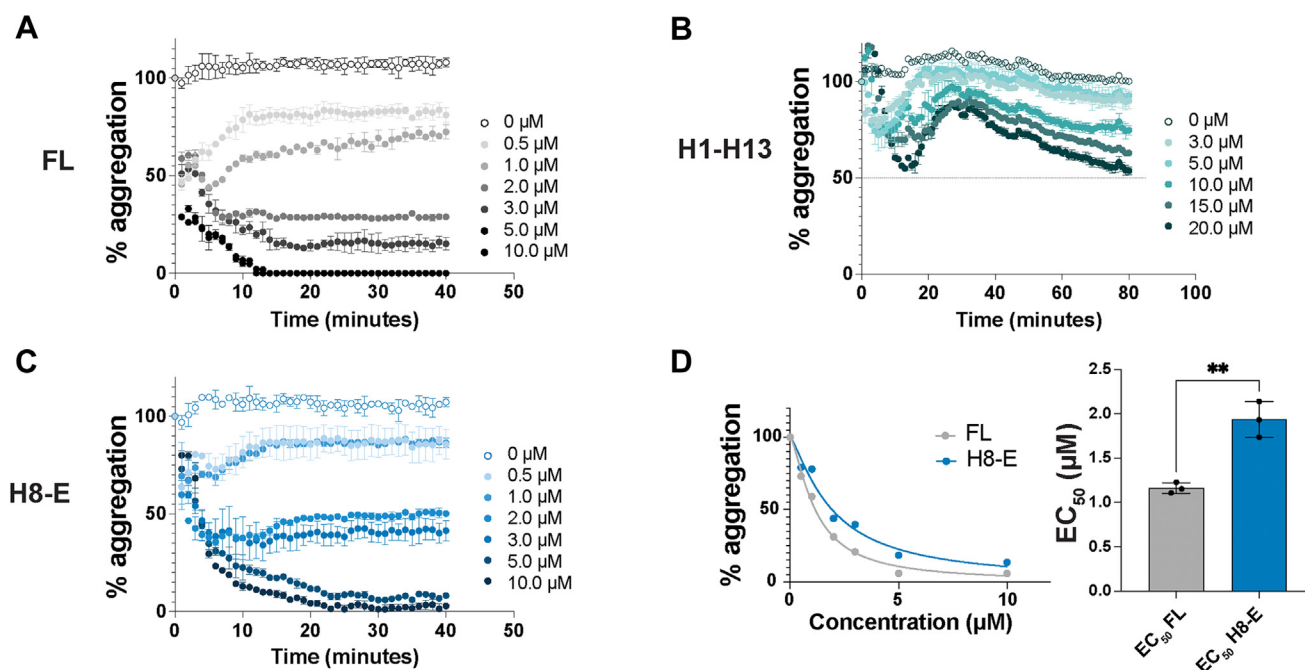 A
% aggregation
100
50
0
0 10 20 30 40 50
Time (minutes)
FL
0 µM
0.5 µM
1.0 µM
2.0 µM
3.0 µM
5.0 µM
10.0 µM
B
% aggregation
100
50
0
0 20 40 60 80 100
Time (minutes)
H1-H13
0 µM
3.0 µM
5.0 µM
10.0 µM
15.0 µM
20.0 µM
C
% aggregation
100
50
0
0 10 20 30 40 50
Time (minutes)
H8-E
0 µM
0.5 µM
1.0 µM
2.0 µM
3.0 µM
5.0 µM
10.0 µM
D
% aggregation
100
75
50
25
0
0 5 10
Concentration (µM)
FL
H8-E
EC₅₀ (µM)
2.5
2.0
1.5
1.0
0.5
0.0
**
EC₅₀ FL
EC₅₀ H8-E